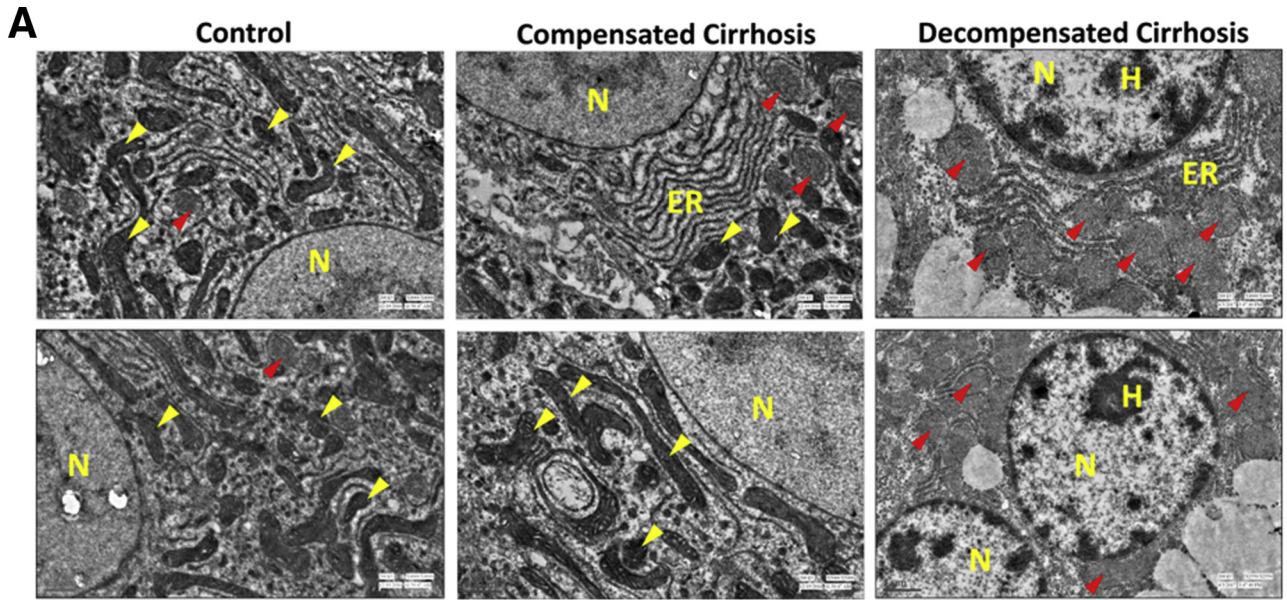 A
Control
Compensated Cirrhosis
Decompensated Cirrhosis
N
N
ER
N
H
ER
N
N
H
N
N